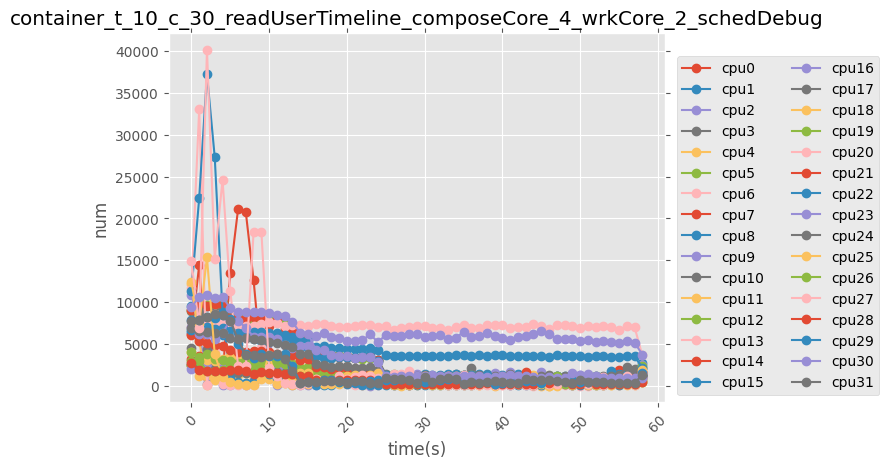 container_t_10_c_30_readUserTimeline_composeCore_4_wrkCore_2_schedDebug
40000
35000
30000
25000
20000
15000
10000
5000
0
num
0
10
20
30
40
50
60
time(s)
cpu0
cpu1
cpu2
cpu3
cpu4
cpu5
cpu6
cpu7
cpu8
cpu9
cpu10
cpu11
cpu12
cpu13
cpu14
cpu15
cpu16
cpu17
cpu18
cpu19
cpu20
cpu21
cpu22
cpu23
cpu24
cpu25
cpu26
cpu27
cpu28
cpu29
cpu30
cpu31